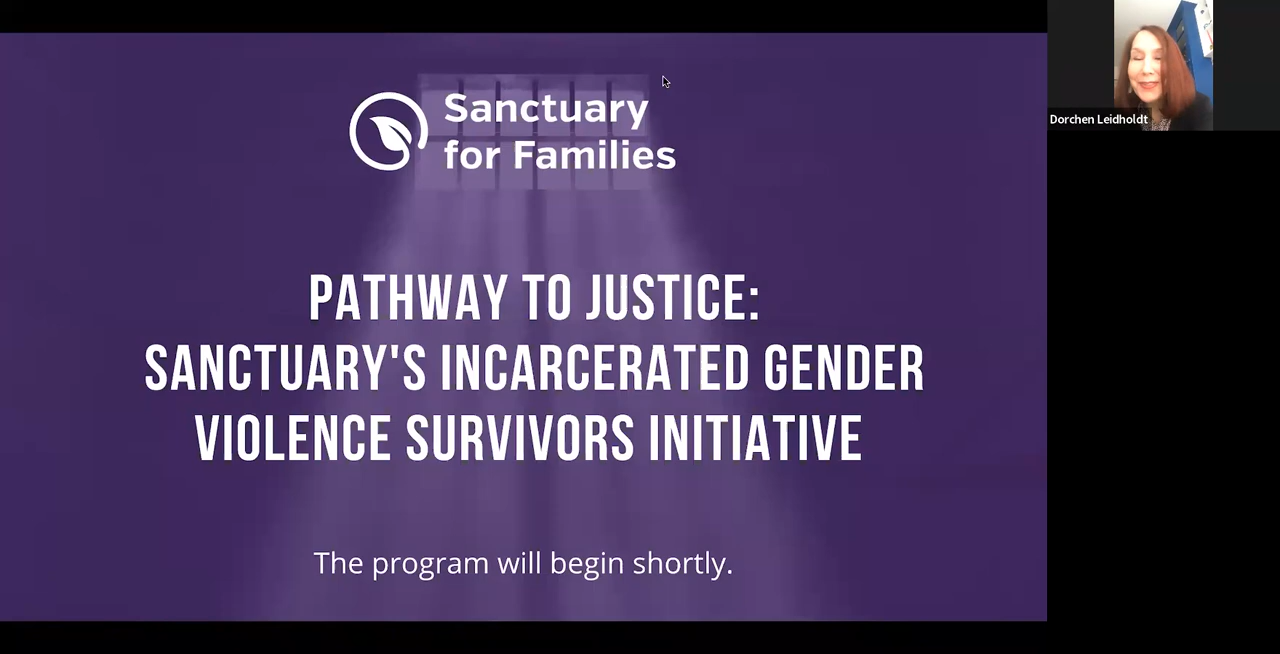 Sanctuary
for Families
PATHWAY TO JUSTICE:
SANCTUARY'S INCARCERATED GENDER
VIOLENCE SURVIVORS INITIATIVE
The program will begin shortly.
Dorchen Leidholdt